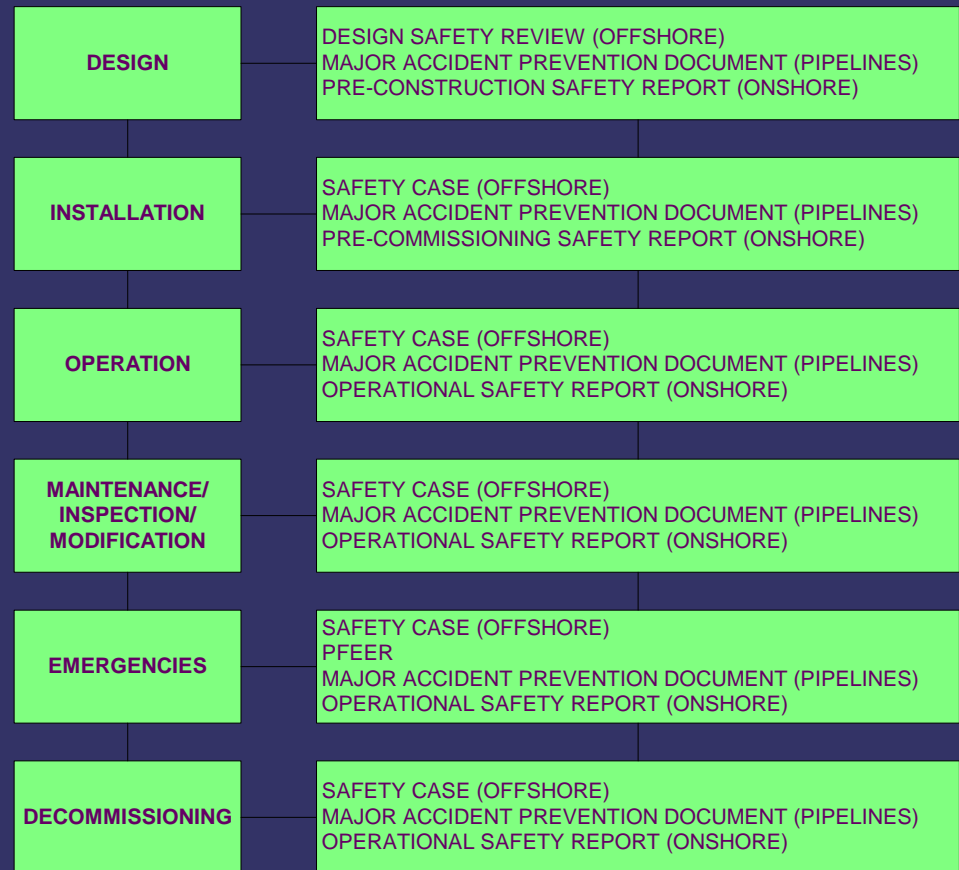 DESIGN
DESIGN SAFETY REVIEW (OFFSHORE)
MAJOR ACCIDENT PREVENTION DOCUMENT (PIPELINES)
PRE-CONSTRUCTION SAFETY REPORT (ONSHORE)
INSTALLATION
SAFETY CASE (OFFSHORE)
MAJOR ACCIDENT PREVENTION DOCUMENT (PIPELINES)
PRE-COMMISSIONING SAFETY REPORT (ONSHORE)
OPERATION
SAFETY CASE (OFFSHORE)
MAJOR ACCIDENT PREVENTION DOCUMENT (PIPELINES)
OPERATIONAL SAFETY REPORT (ONSHORE)
MAINTENANCE/
INSPECTION/
MODIFICATION
SAFETY CASE (OFFSHORE)
MAJOR ACCIDENT PREVENTION DOCUMENT (PIPELINES)
OPERATIONAL SAFETY REPORT (ONSHORE)
EMERGENCIES
SAFETY CASE (OFFSHORE)
PFEER
MAJOR ACCIDENT PREVENTION DOCUMENT (PIPELINES)
OPERATIONAL SAFETY REPORT (ONSHORE)
DECOMMISSIONING
SAFETY CASE (OFFSHORE)
MAJOR ACCIDENT PREVENTION DOCUMENT (PIPELINES)
OPERATIONAL SAFETY REPORT (ONSHORE)